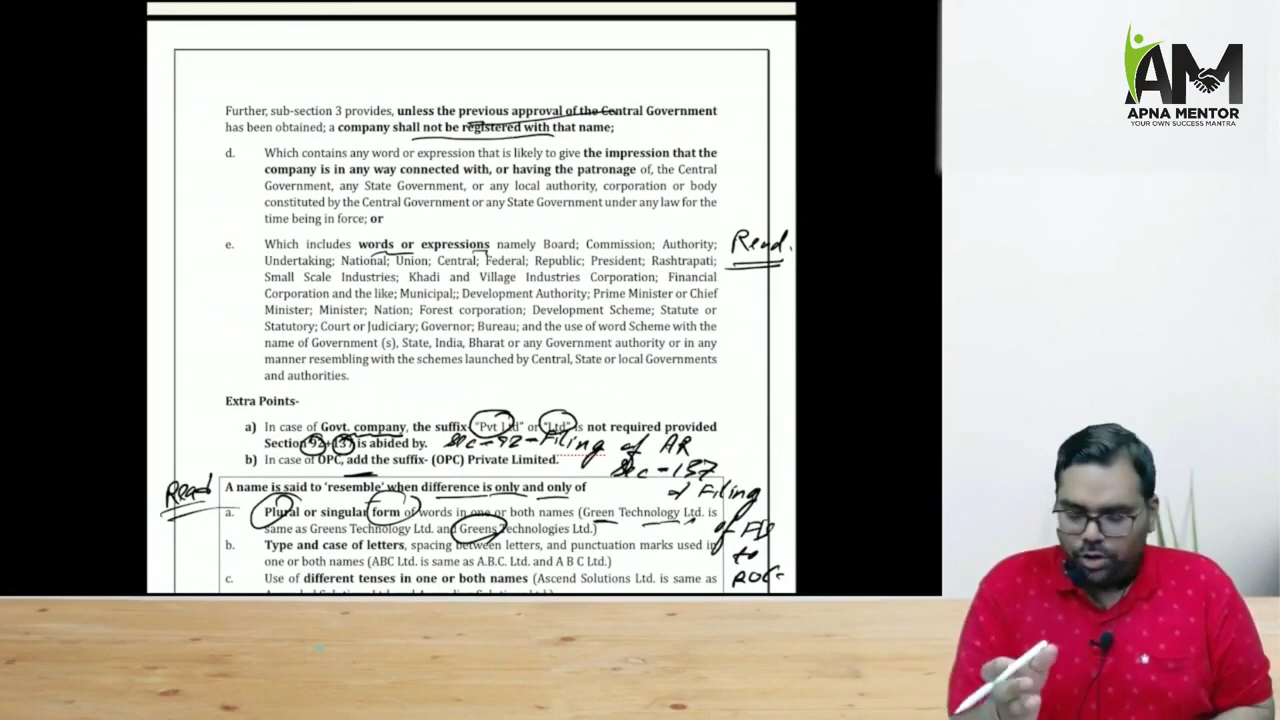 AM
APNA MENTOR
YOUR OWN SUCCESS MANTRA
Further, sub-section 3 provides, unless the previous approval of the Central Government
has been obtained; a company shall not be registered with that name;
d. Which contains any word or expression that is likely to give the impression that the
company is in any way connected with, or having the patronage of, the Central
Government, any State Government, or any local authority, corporation or body
constituted by the Central Government or any State Government under any law for the
time being in force; or
e. Which includes words or expressions namely Board; Commission; Authority;
Undertaking; National; Union; Central; Federal; Republic; President; Rashtrapati;
Small Scale Industries; Khadi and Village Industries Corporation; Financial
Corporation and the like; Municipal;; Development Authority; Prime Minister or Chief
Minister; Minister; Nation; Forest corporation; Development Scheme; Statute or
Statutory; Court or Judiciary; Governor; Bureau; and the use of word Scheme with the
name of Government (s), State, India, Bharat or any Government authority or in any
manner resembling with the schemes launched by Central, State or local Governments
and authorities.
Read.
Extra Points-
a) In case of Govt. company, the suffix "Pvt Ltd" or "Ltd" is not required provided
Section 92+137 is abided by.
Sec-92-Filing of AR
b) In case of OPC, add the suffix- (OPC) Private Limited.
Sec-137
Filing
of FS
to
ROC
Read
A name is said to 'resemble' when difference is only and only of
a. Plural or singular form of words in one or both names (Green Technology Ltd. is
same as Greens Technology Ltd. and Greens Technologies Ltd.)
b. Type and case of letters, spacing between letters, and punctuation marks used in
one or both names (ABC Ltd. is same as A.B.C. Ltd. and A B C Ltd.)
c. Use of different tenses in one or both names (Ascend Solutions Ltd. is same as